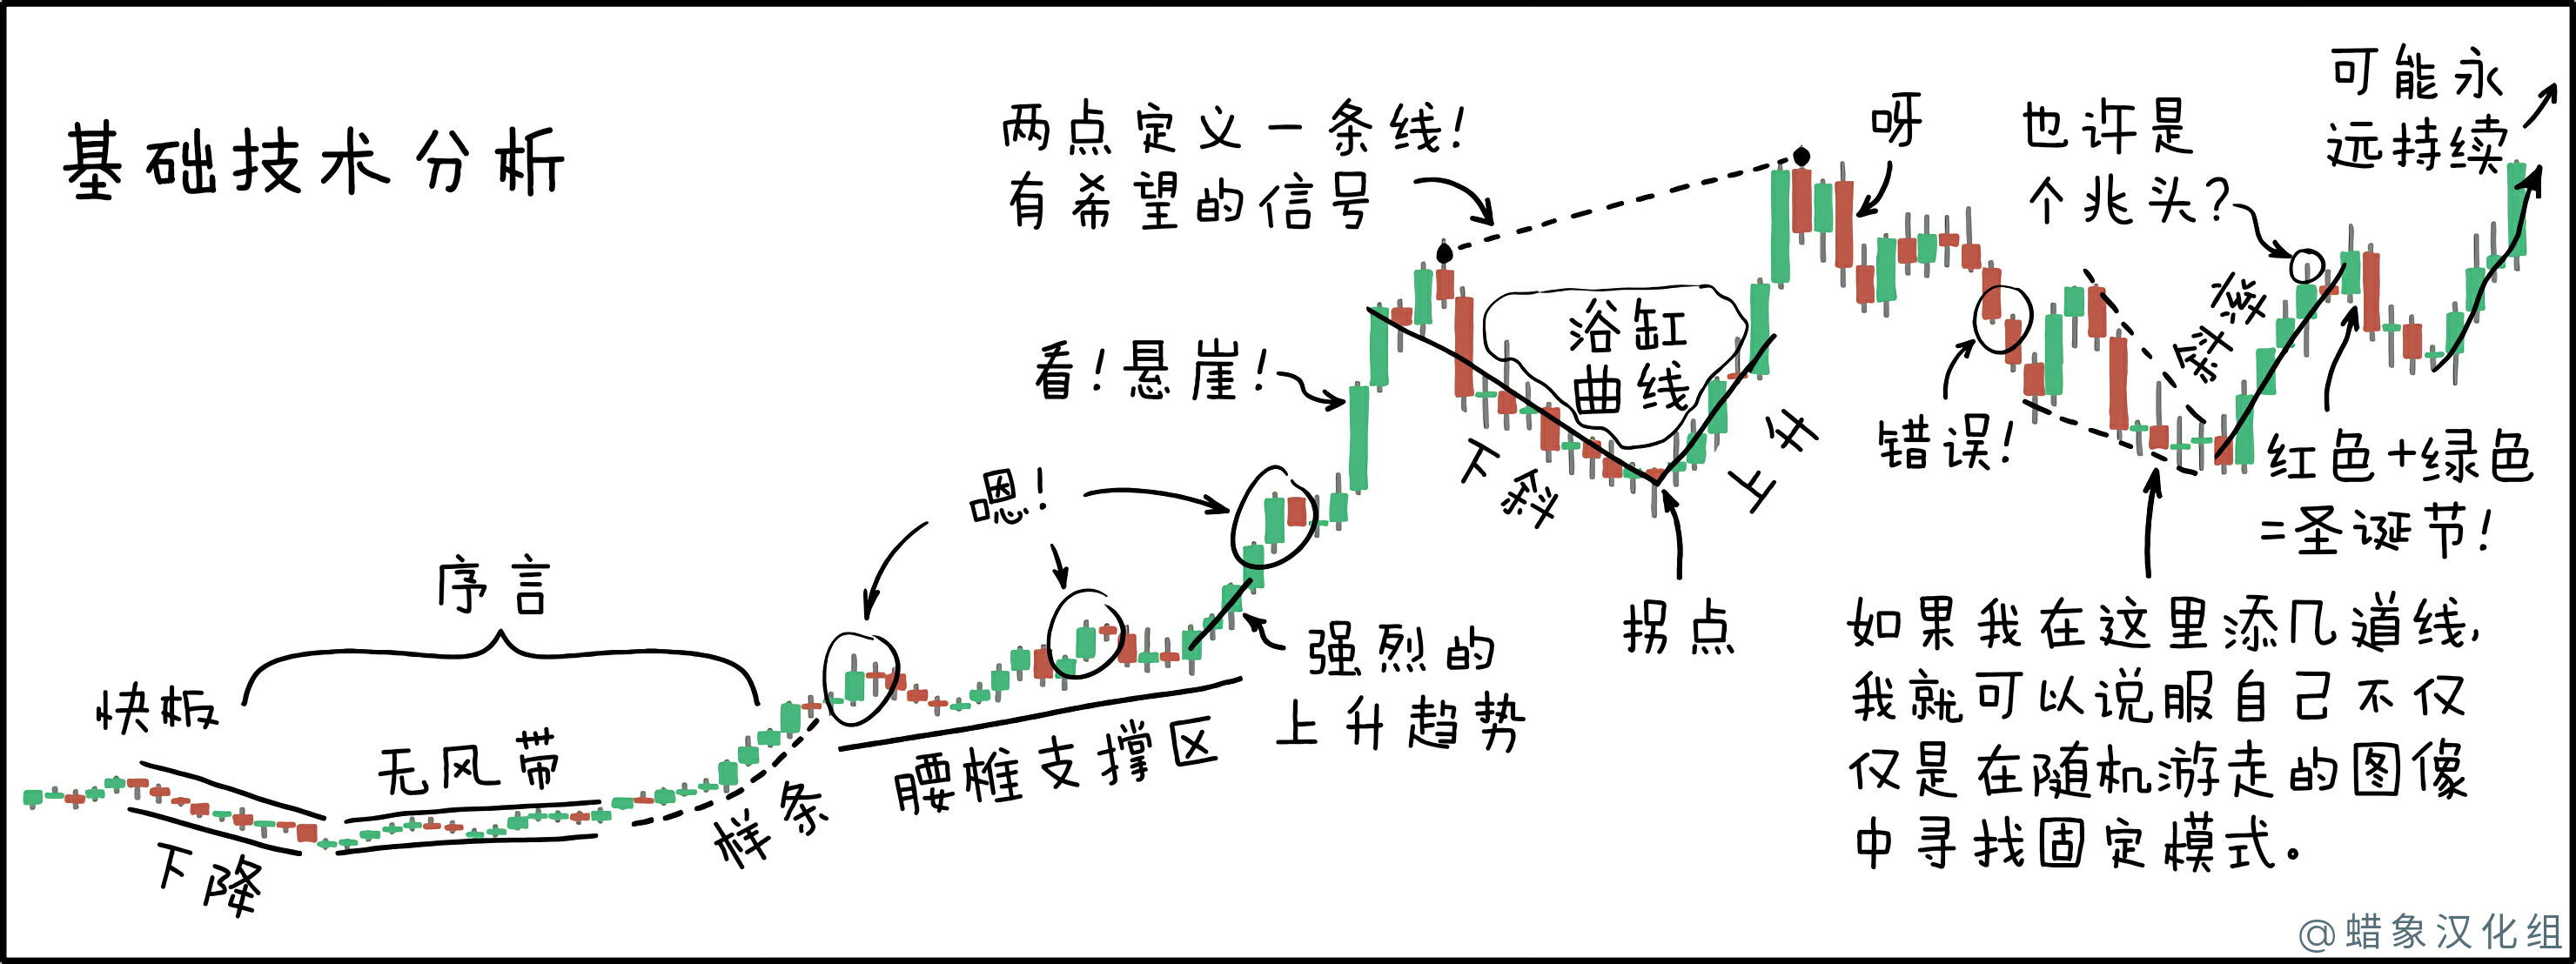 基础技术分析
快板
下降
序言
无风带
样条
嗯！
腰椎支撑区
强烈的
上升趋势
看！悬崖！
两点定义一条线！
有希望的信号
浴缸
曲线
下斜
上升
拐点
呀
错误！
也许是
个兆头？
可能永
远持续
红色+绿色
=圣诞节！
如果我在这里添几道线，
我就可以说服自己不仅
仅是在随机游走的图像
中寻找固定模式。
@蜡象汉化组